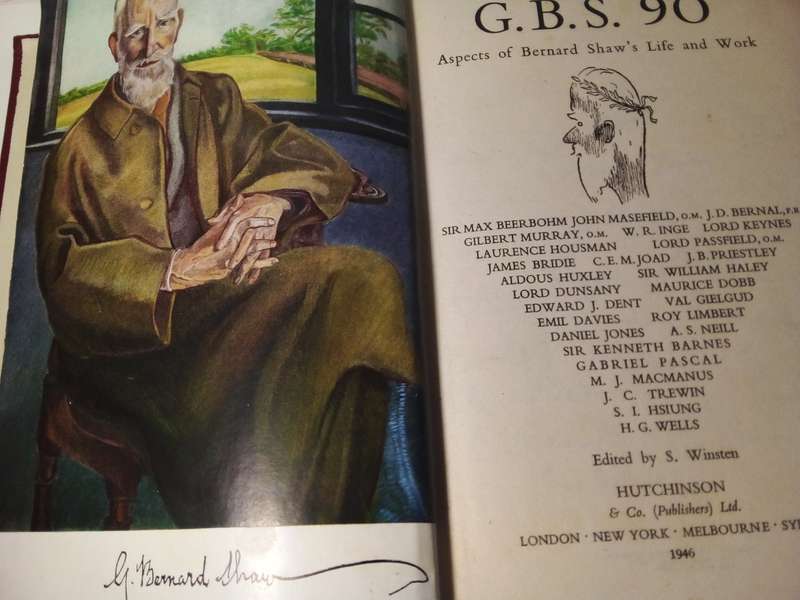 G. Bernard Shaw
G.B.S. 90
Aspects of Bernard Shaw's Life and Work
SIR MAX BEERBOHM JOHN MASEFIELD, O.M. J. D. BERNAL, F.R
GILBERT MURRAY, O.M. W. R. INGE LORD KEYNES
LAURENCE HOUSMAN LORD PASSFIELD, O.M.
JAMES BRIDIE C. E. M. JOAD J. B. PRIESTLEY
ALDOUS HUXLEY SIR WILLIAM HALEY
LORD DUNSANY MAURICE DOBB
EDWARD J. DENT VAL GIELGUD
EMIL DAVIES ROY LIMBERT
DANIEL JONES A. S. NEILL
SIR KENNETH BARNES
GABRIEL PASCAL
M. J. MACMANUS
J. C. TREWIN
S. I. HSIUNG
H. G. WELLS
Edited by S. Winsten
HUTCHINSON
& Co. (Publishers) Ltd.
LONDON · NEW YORK · MELBOURNE ·
1946